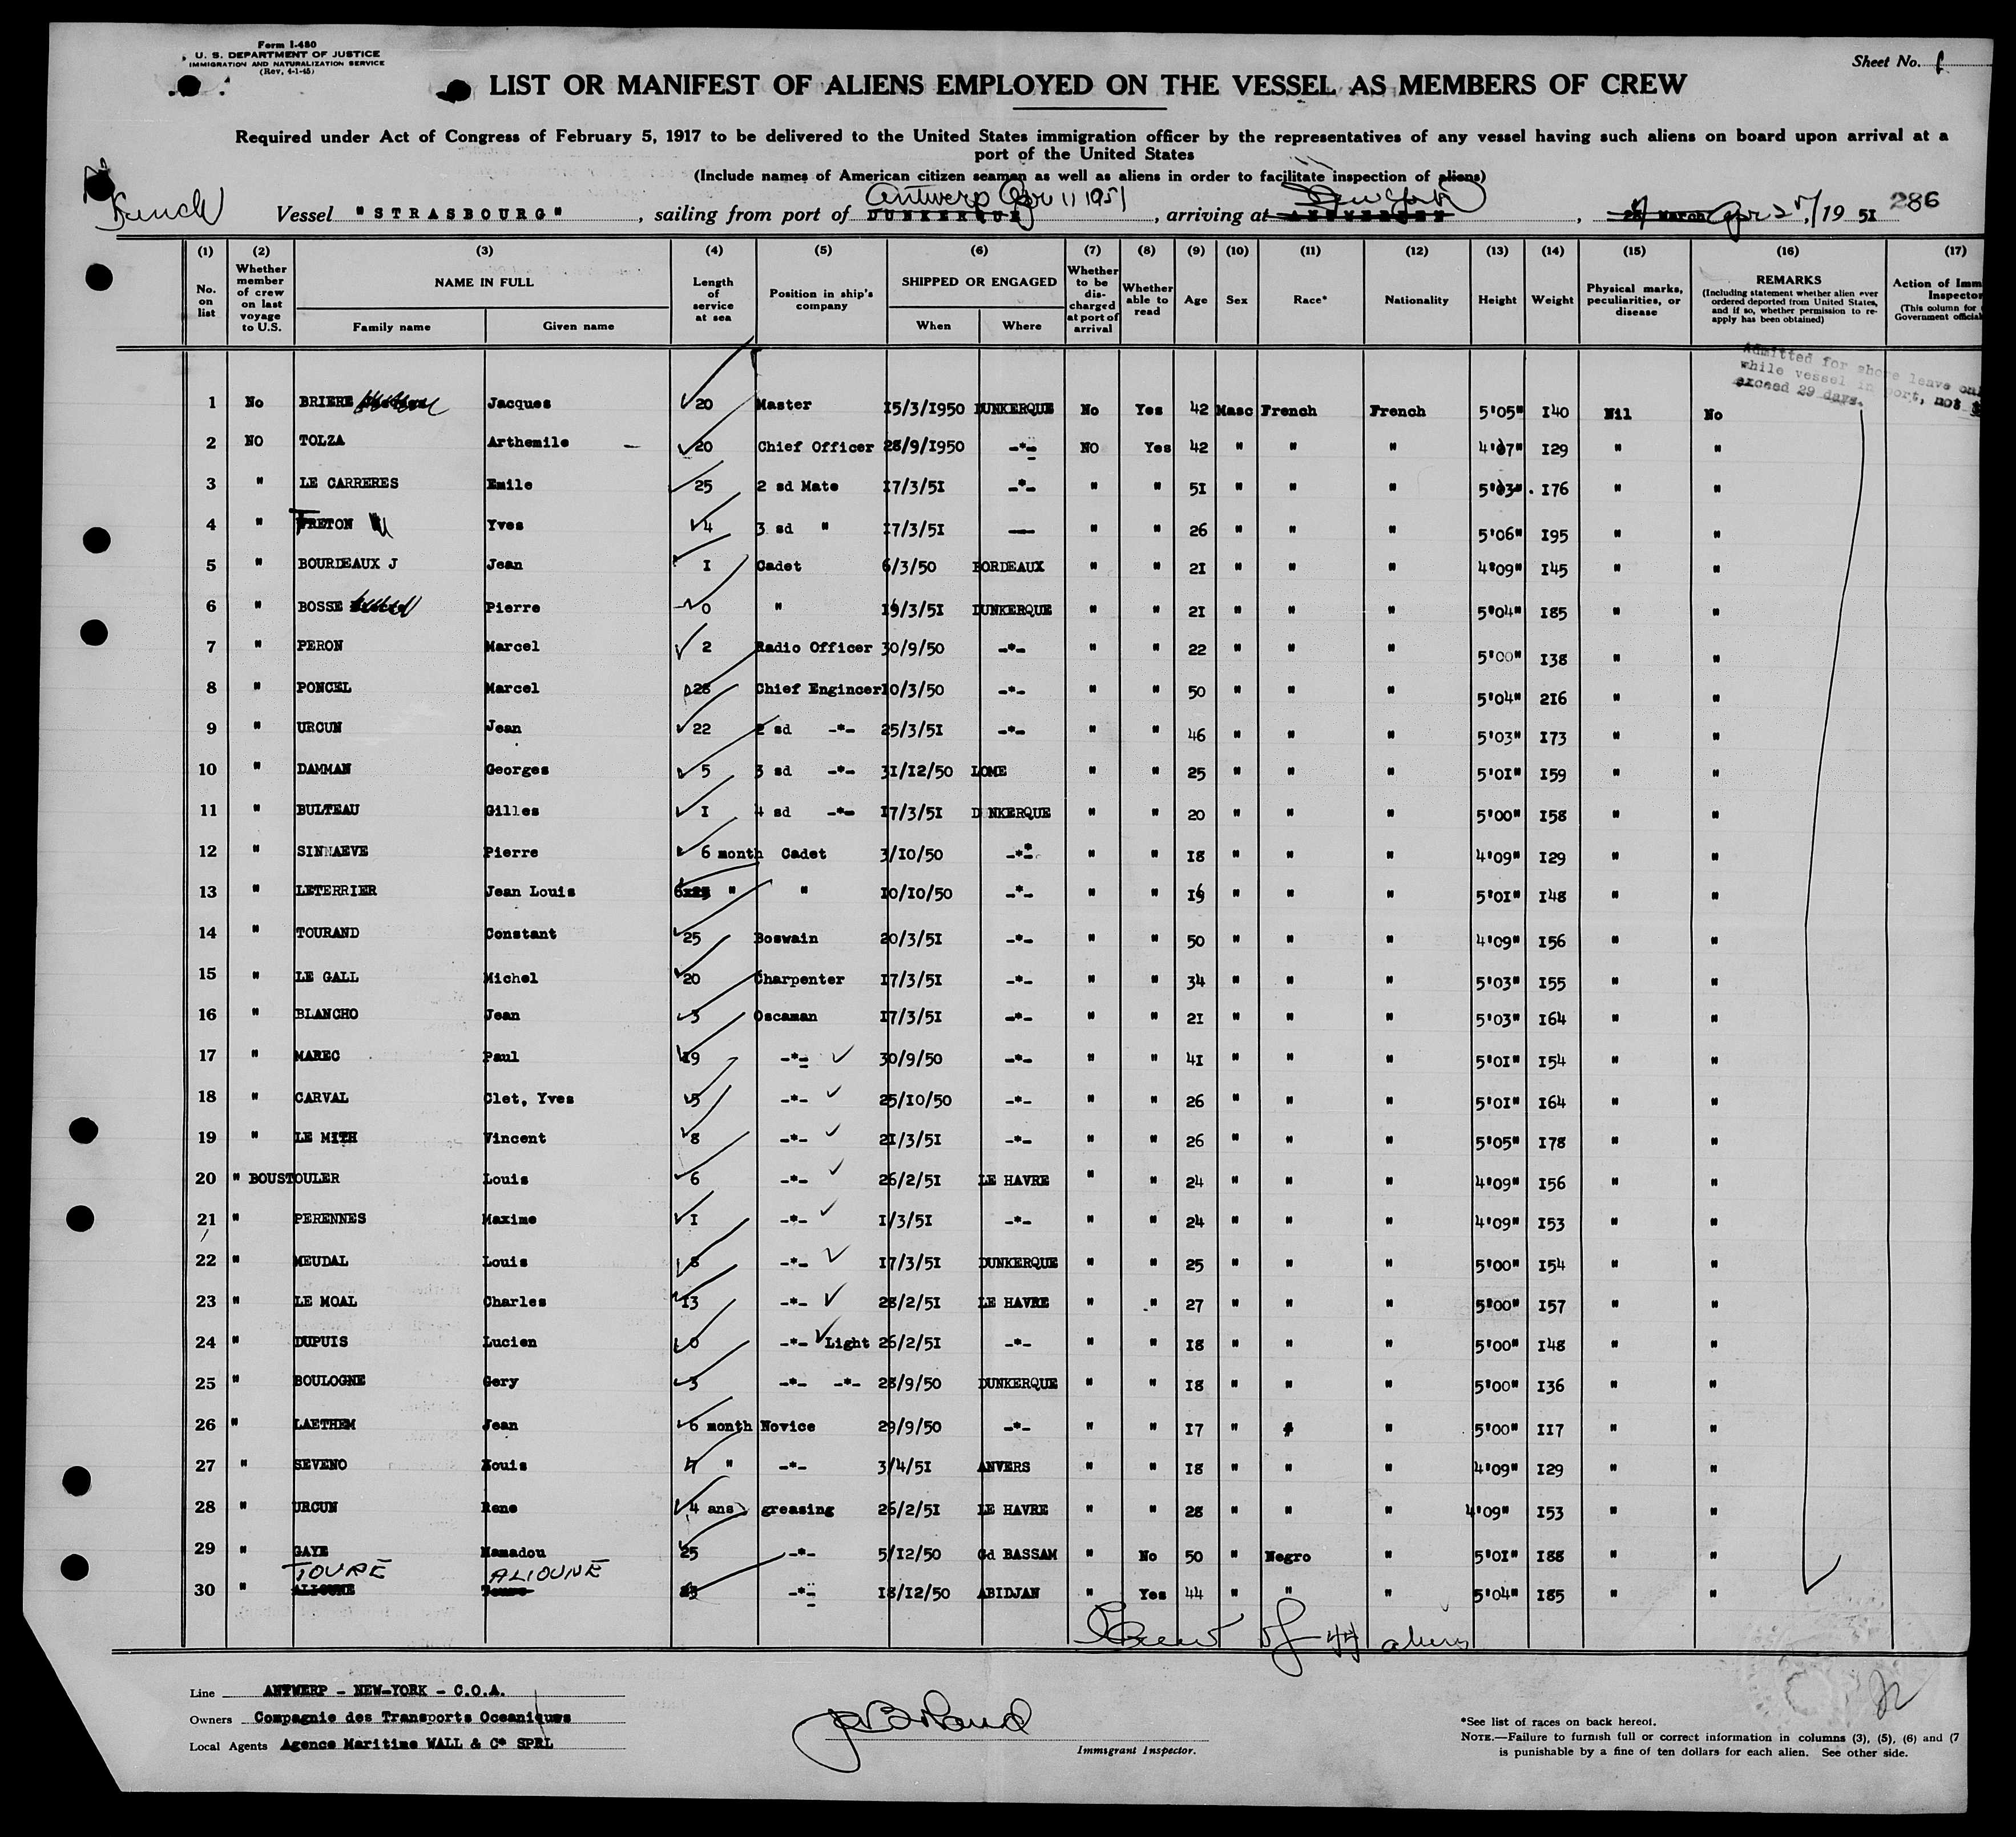 Form I-480
U. S. DEPARTMENT OF JUSTICE
IMMIGRATION AND NATURALIZATION SERVICE
(Rev. 4-1-45)
Sheet No. 1
LIST OR MANIFEST OF ALIENS EMPLOYED ON THE VESSEL AS MEMBERS OF CREW
Required under Act of Congress of February 5, 1917 to be delivered to the United States immigration officer by the representatives of any vessel having such aliens on board upon arrival at a
port of the United States
(Include names of American citizen seamen as well as aliens in order to facilitate inspection of aliens)
French Antwerp Apr 11 1951 New York
Vessel "STRASBOURG", sailing from port of DUNKERQUE, arriving at, Apr 25, 1951 286
(1) (2) (3) (4) (5) (6) (7) (8) (9) (10) (11) (12) (13) (14) (15) (16) (17)
No. on list Whether member of crew on last voyage to U.S. NAME IN FULL Family name Given name Length of service at sea Position in ship's company SHIPPED OR ENGAGED When Where Whether to be discharged at port of arrival Whether able to read Age Sex Race* Nationality Height Weight Physical marks, peculiarities, or disease REMARKS (Including statement whether alien ever ordered deported from United States, and if so, whether permission to reapply has been obtained) Action of Imm Inspector (This column for Government official
Admitted for shore leave only
while vessel in port, not
exceed 29 days.
1 No BRIERE Jacques 20 Master 15/3/1950 DUNKERQUE No Yes 42 Masc French French 5'05" 140 Nil No
2 NO TOLZA Arthemile — 20 Chief Officer 28/9/1950 -"- NO Yes 42 " " " 4'07" 129 " "
3 " LE CARRERES Emile 25 2 sd Mate 17/3/51 -"- " " 51 " " " 5'03" 176 " "
4 " TRETON Yves 4 3 sd " 17/3/51 — " " 26 " " " 5'06" 195 " "
5 " BOURDEAUX J Jean 1 Cadet 6/3/50 BORDEAUX " " 21 " " " 4'09" 145 " "
6 " BOSSE Pierre 0 " 19/3/51 DUNKERQUE " " 21 " " " 5'04" 185 " "
7 " PERON Marcel 2 Radio Officer 30/9/50 -"- " " 22 " " " 5'00" 138 " "
8 " PONCEL Marcel 28 Chief Engineer 10/3/50 -"- " " 50 " " " 5'04" 216 " "
9 " URCUN Jean 22 2 sd -"- 25/3/51 -"- " " 46 " " " 5'03" 173 " "
10 " DAMMAN Georges 5 3 sd -"- 31/12/50 LOME " " 25 " " " 5'01" 159 " "
11 " BULTEAU Gilles 1 4 sd -"- 17/3/51 DUNKERQUE " " 20 " " " 5'00" 158 " "
12 " SINNAEVE Pierre 6 month Cadet 3/10/50 -"- " " 18 " " " 4'09" 129 " "
13 " LETERRIER Jean Louis " " 10/10/50 -"- " " 19 " " " 5'01" 148 " "
14 " TOURAND Constant 25 Boswain 20/3/51 -"- " " 50 " " " 4'09" 156 " "
15 " LE GALL Michel 20 Charpenter 17/3/51 -"- " " 34 " " " 5'03" 155 " "
16 " BLANCHO Jean 3 Oscaman 17/3/51 -"- " " 21 " " " 5'03" 164 " "
17 " MAREC Paul 19 -"- 30/9/50 -"- " " 41 " " " 5'01" 154 " "
18 " CARVAL Clet, Yves 5 -"- 25/10/50 -"- " " 26 " " " 5'01" 164 " "
19 " LE MITH Vincent 8 -"- 21/3/51 -"- " " 26 " " " 5'05" 178 " "
20 " BOUSTOULER Louis 6 -"- 26/2/51 LE HAVRE " " 24 " " " 4'09" 156 " "
21 " PERENNES Maxime 1 -"- 1/3/51 -"- " " 24 " " " 4'09" 153 " "
22 " MEUDAL Louis 8 -"- 17/3/51 DUNKERQUE " " 25 " " " 5'00" 154 " "
23 " LE MOAL Charles 13 -"- 28/2/51 LE HAVRE " " 27 " " " 5'00" 157 " "
24 " DUPUIS Lucien 0 -"- Light 26/2/51 -"- " " 18 " " " 5'00" 148 " "
25 " BOULOGNE Gery 3 -"- -"- 28/9/50 DUNKERQUE " " 18 " " " 5'00" 136 " "
26 " LAETHEM Jean 6 month Novice 29/9/50 -"- " " 17 " " " 5'00" 117 " "
27 " SEVENO Louis 4 " -"- 3/4/51 ANVERS " " 18 " " " 4'09" 129 " "
28 " URCUN Rene 4 ans greasing 26/2/51 LE HAVRE " " 28 " " " 4'09" 153 " "
29 " GAYE Mamadou 25 -"- 5/12/50 Gd BASSAM " No 50 " Negro " 5'01" 188 " "
TOURE ALIOUNE
30 " ALIOUNE Toure 23 -"- 18/12/50 ABIDJAN " Yes 44 " " " 5'04" 185 " "
Crew of 44 aliens
Line ANTWERP - NEW-YORK - C.O.A.
Owners Compagnie des Transports Oceaniques
Local Agents Agence Maritime WALL & C° SPRL
Immigrant Inspector.
*See list of races on back hereof.
NOTE.—Failure to furnish full or correct information in columns (3), (5), (6) and (7
is punishable by a fine of ten dollars for each alien. See other side.